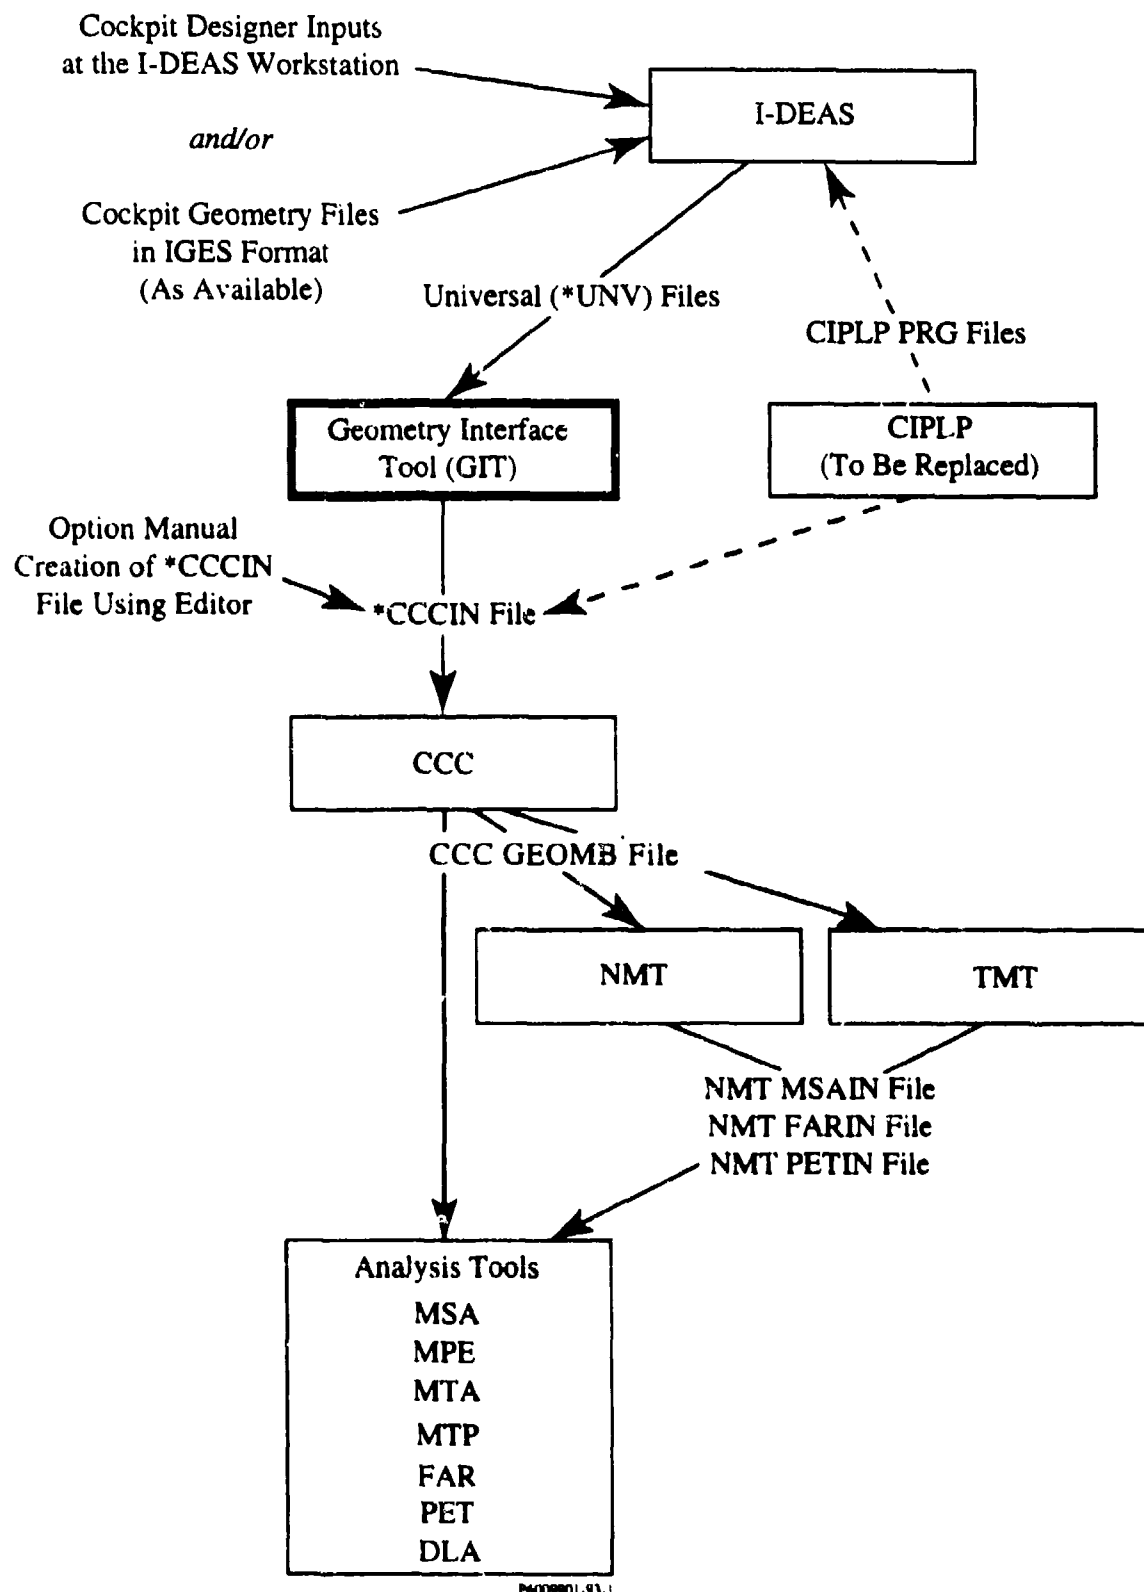 Cockpit Designer Inputs
at the I-DEAS Workstation
and/or
Cockpit Geometry Files
in IGES Format
(As Available)
I-DEAS
Universal (*UNV) Files
CIPLP PRG Files
Geometry Interface
Tool (GIT)
CIPLP
(To Be Replaced)
Option Manual
Creation of *CCCIN
File Using Editor
*CCCIN File
CCC
CCC GEOMB File
NMT
TMT
NMT MSAIN File
NMT FARIN File
NMT PETIN File
Analysis Tools
MSA
MPE
MTA
MTP
FAR
PET
DLA